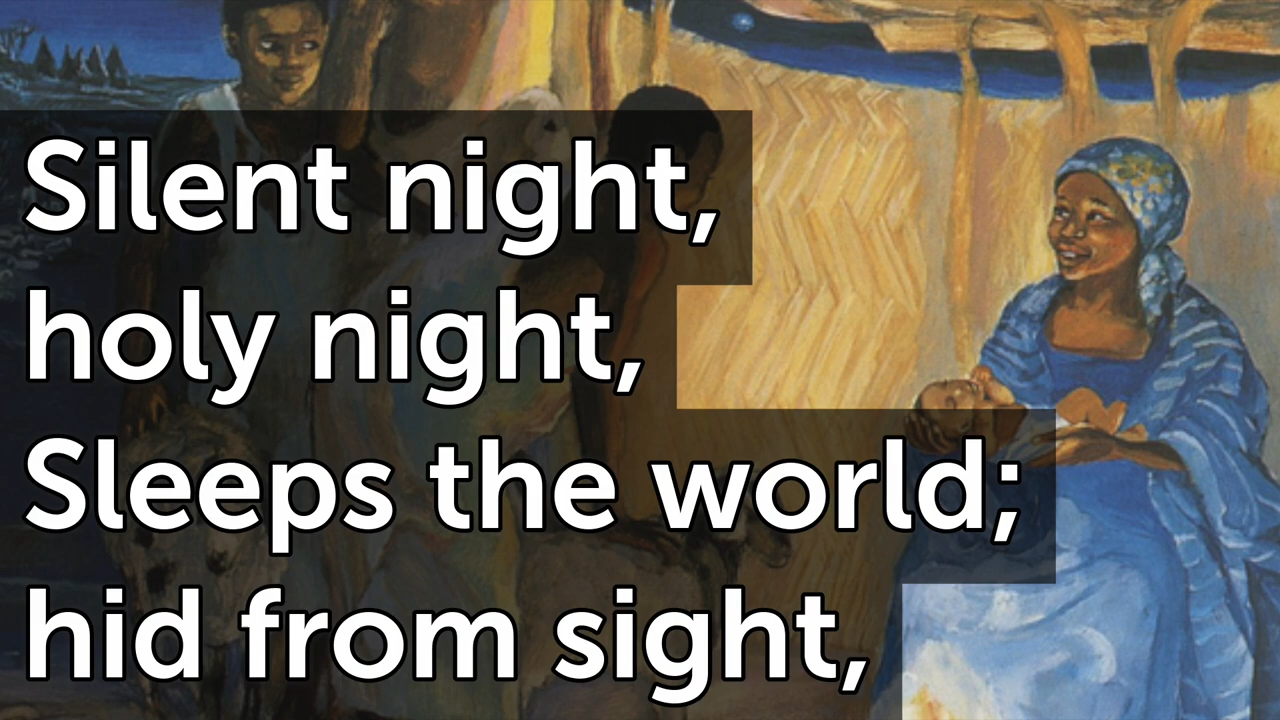 Silent night,
holy night,
Sleeps the world;
hid from sight,